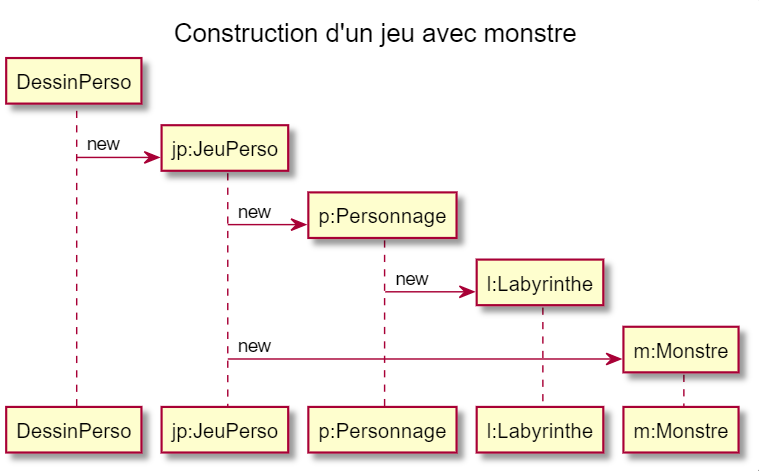 Construction d'un jeu avec monstre
DessinPerso
new
jp:JeuPerso
new
p:Personnage
new
l:Labyrinthe
new
m:Monstre
DessinPerso
jp:JeuPerso
p:Personnage
l:Labyrinthe
m:Monstre